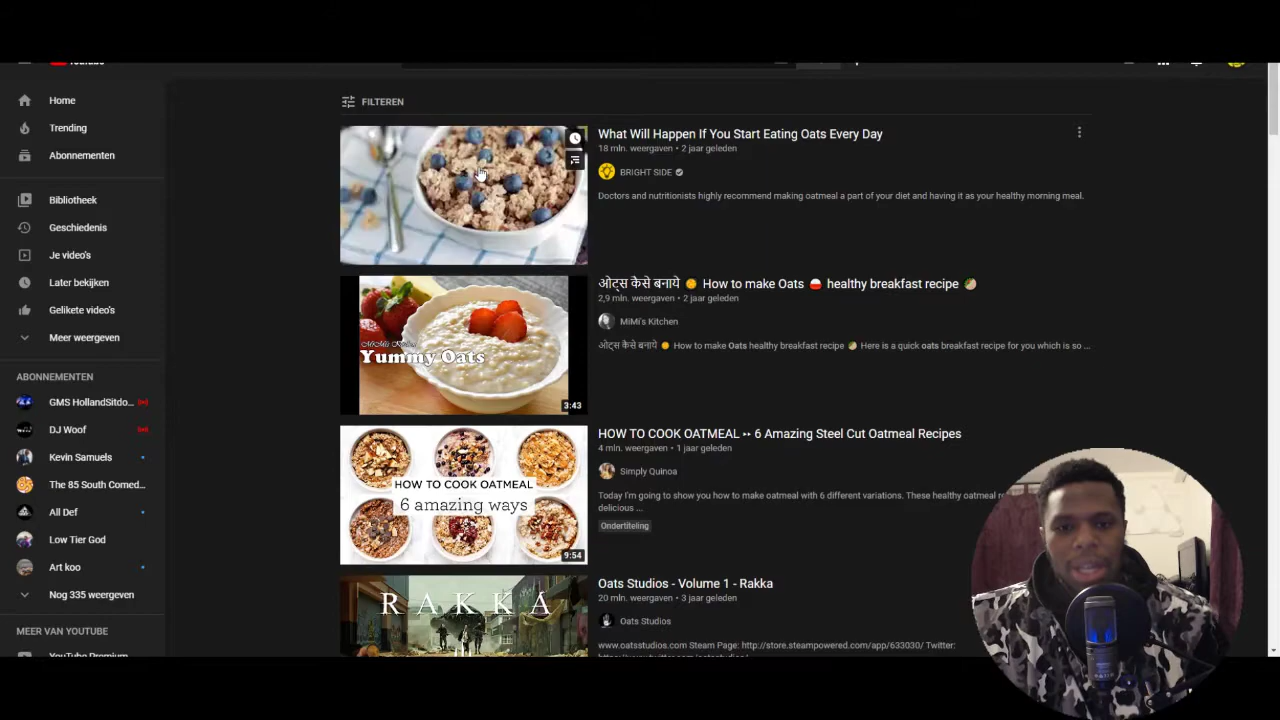 Home
Trending
Abonnementen
Bibliotheek
Geschiedenis
Je video's
Later bekijken
Gelikete video's
Meer weergeven
ABONNEMENTEN
GMS HollandSitdo...
DJ Woof
Kevin Samuels
The 85 South Comed...
All Def
Low Tier God
Art koo
Nog 335 weergeven
MEER VAN YOUTUBE
YouTube Premium
FILTEREN
What Will Happen If You Start Eating Oats Every Day
18 mln. weergaven • 2 jaar geleden
BRIGHT SIDE
Doctors and nutritionists highly recommend making oatmeal a part of your diet and having it as your healthy morning meal.
MiMi's Kitchen
Yummy Oats
3:43
ओट्स कैसे बनाये How to make Oats healthy breakfast recipe
2,9 mln. weergaven • 2 jaar geleden
MiMi's Kitchen
ओट्स कैसे बनाये How to make Oats healthy breakfast recipe Here is a quick oats breakfast recipe for you which is so ...
HOW TO COOK OATMEAL
6 amazing ways
9:54
HOW TO COOK OATMEAL ▸▸ 6 Amazing Steel Cut Oatmeal Recipes
4 mln. weergaven • 1 jaar geleden
Simply Quinoa
Today I'm going to show you how to make oatmeal with 6 different variations. These healthy oatmeal
delicious ...
Ondertiteling
RAKKA
Oats Studios - Volume 1 - Rakka
20 mln. weergaven • 3 jaar geleden
Oats Studios
www.oatsstudios.com Steam Page: http://store.steampowered.com/app/633030/ Twitter: